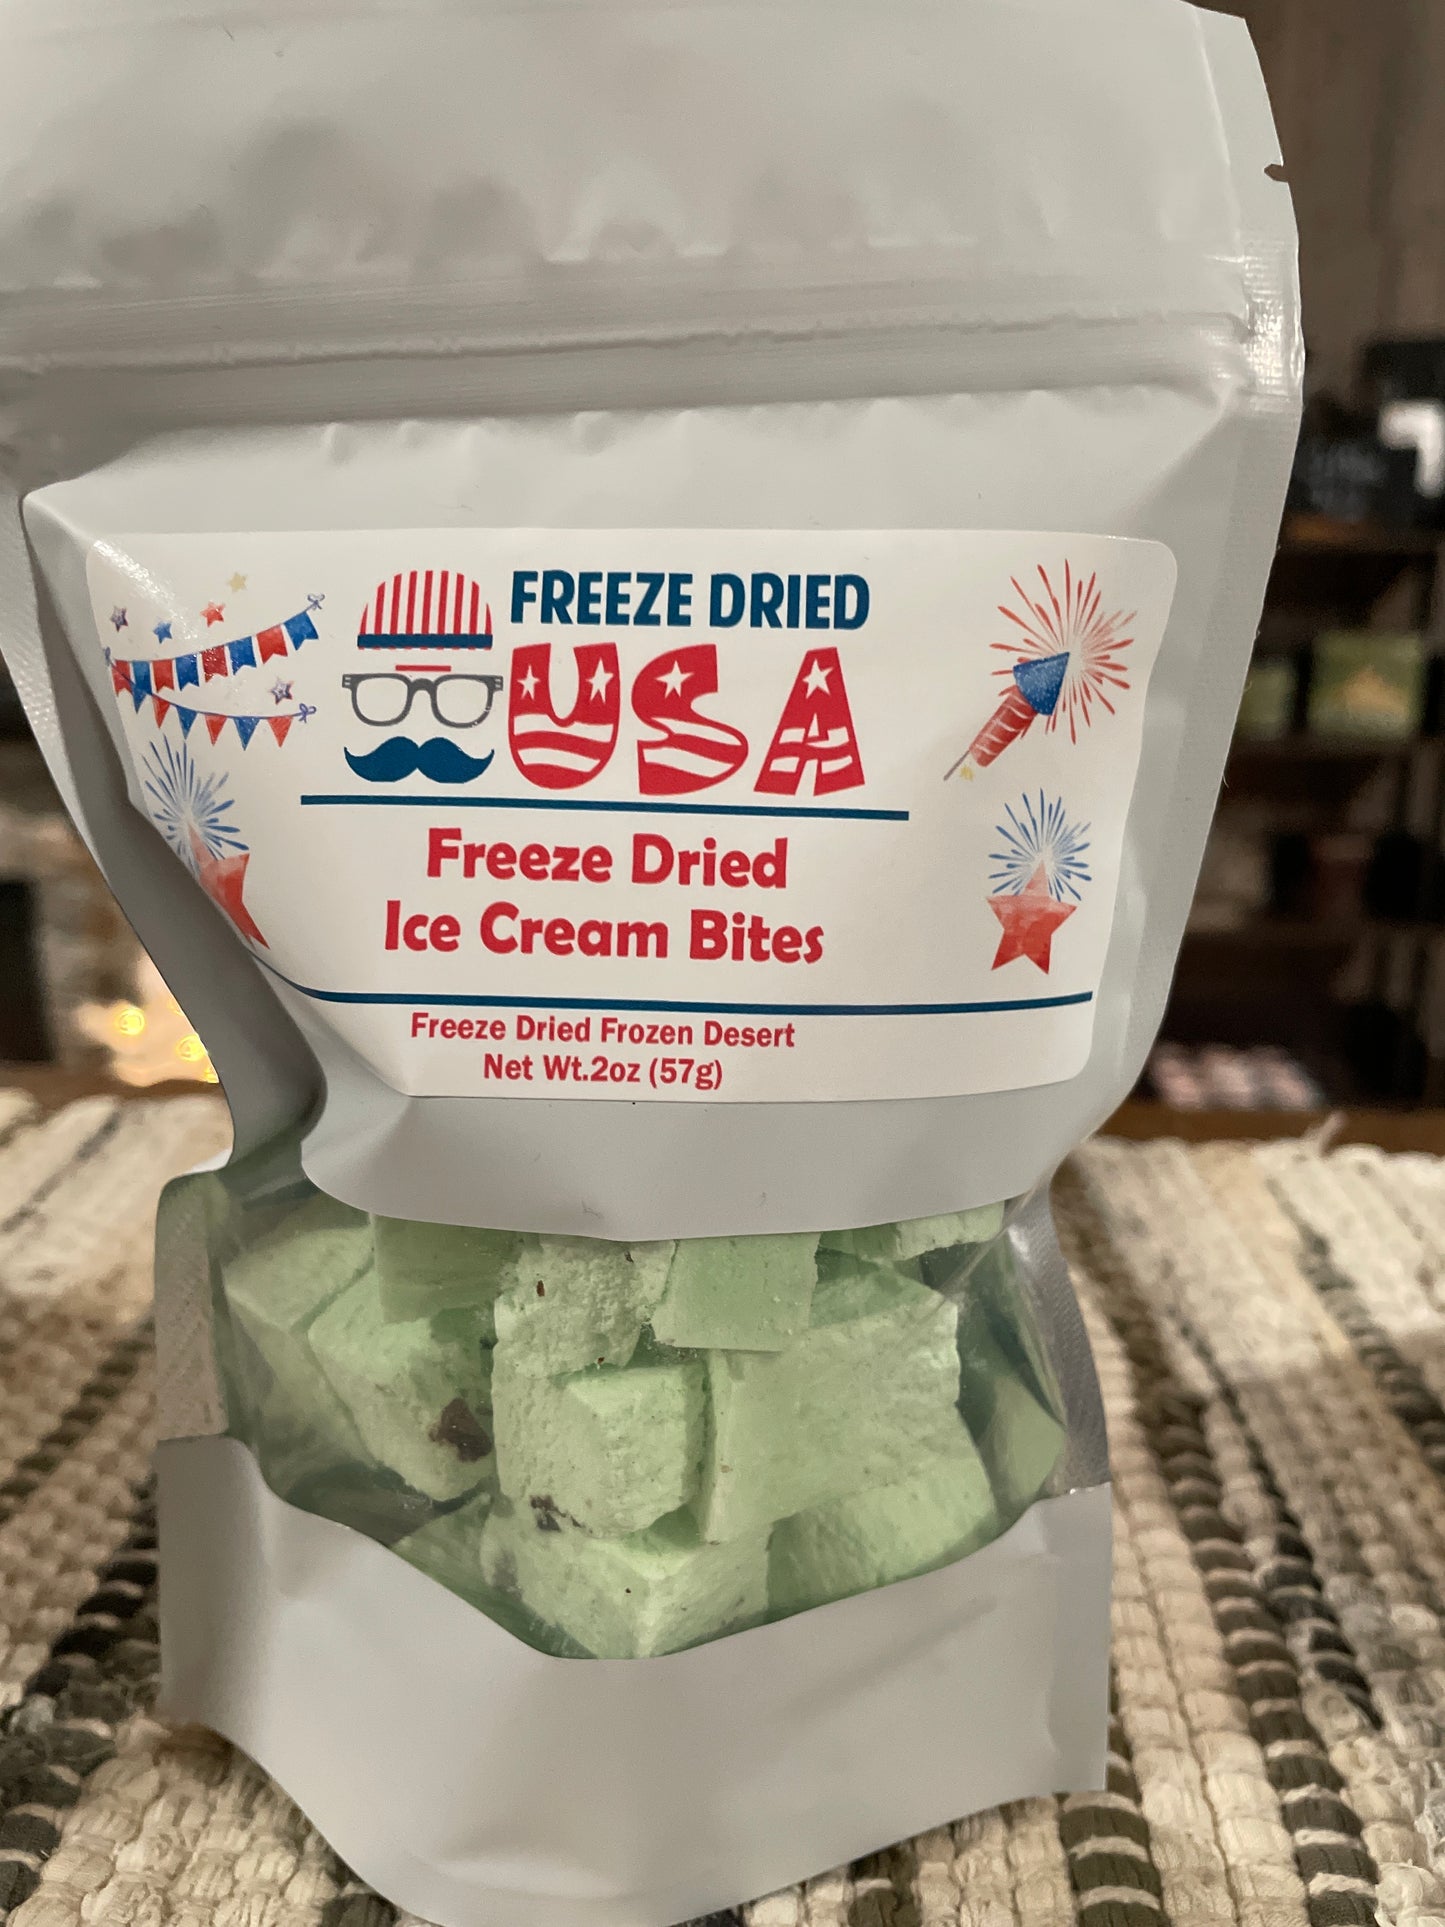 FREEZE DRIED
USA
Freeze Dried
Ice Cream Bites
Freeze Dried Frozen Desert
Net Wt.2oz (57g)